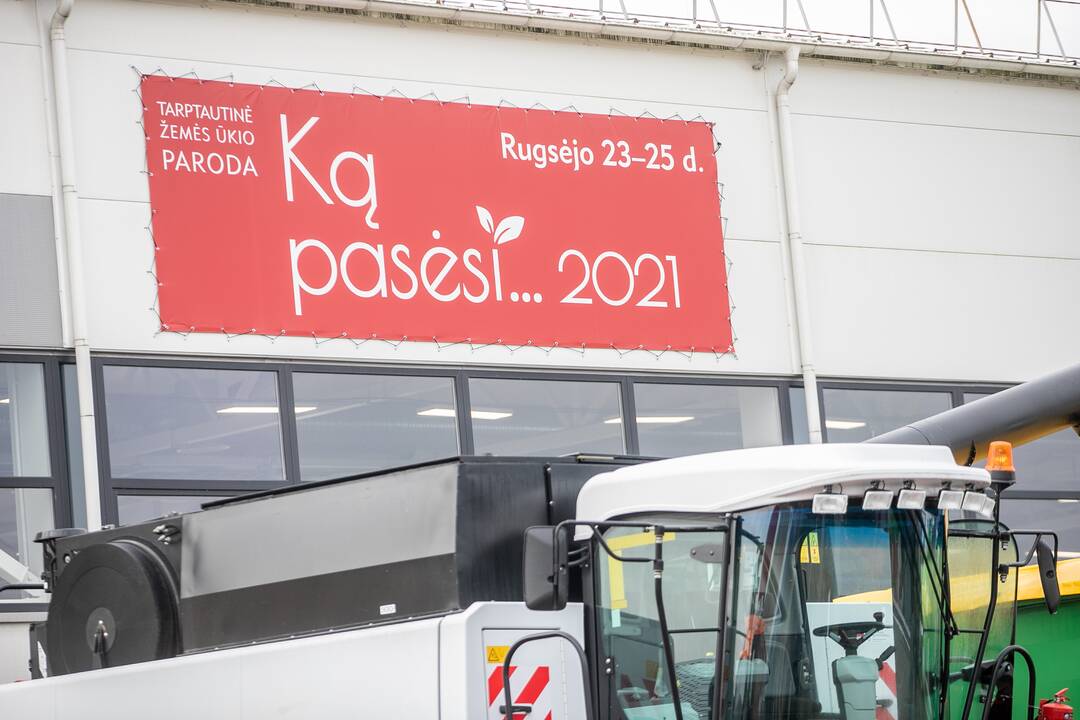 TARPTAUTINĖ
ŽEMĖS ŪKIO
PARODA
Ką
pasėsi... 2021
Rugsėjo 23–25 d.